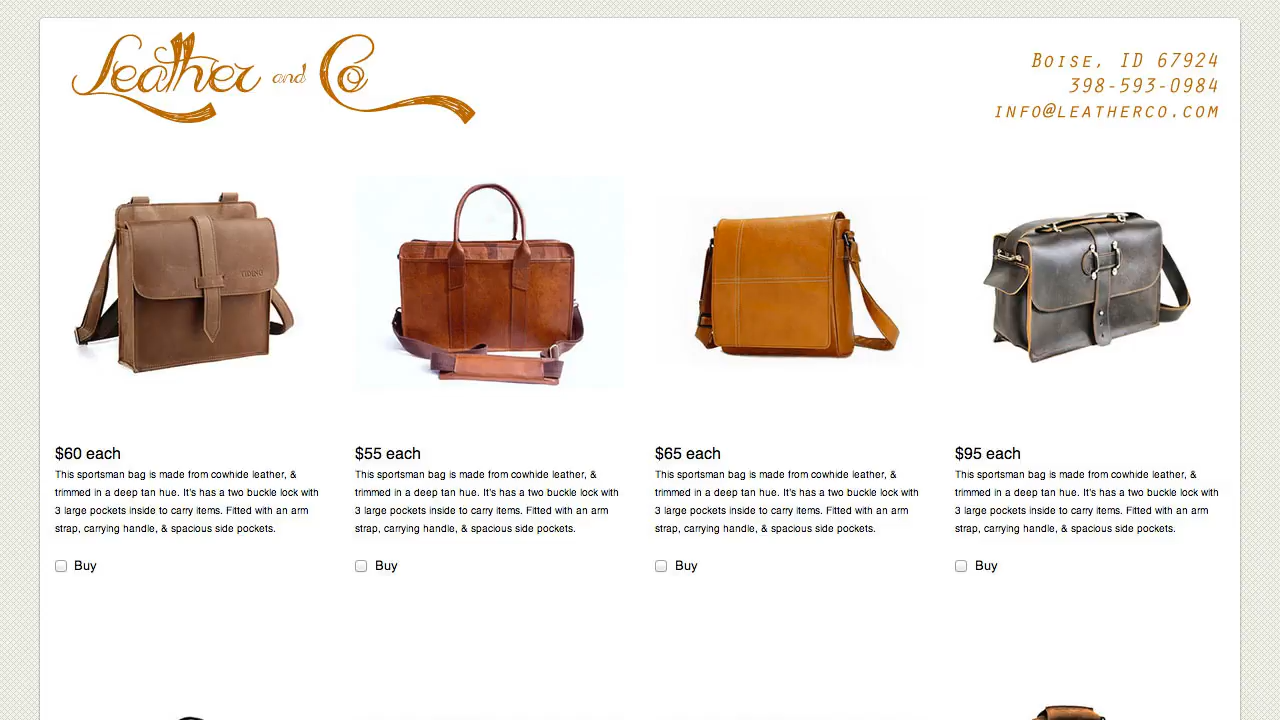 Leather and Co
Boise, ID 67924
398-593-0984
info@leatherco.com
TIDING
$60 each
This sportsman bag is made from cowhide leather, &
trimmed in a deep tan hue. It's has a two buckle lock with
3 large pockets inside to carry items. Fitted with an arm
strap, carrying handle, & spacious side pockets.
Buy
$55 each
This sportsman bag is made from cowhide leather, &
trimmed in a deep tan hue. It's has a two buckle lock with
3 large pockets inside to carry items. Fitted with an arm
strap, carrying handle, & spacious side pockets.
Buy
$65 each
This sportsman bag is made from cowhide leather, &
trimmed in a deep tan hue. It's has a two buckle lock with
3 large pockets inside to carry items. Fitted with an arm
strap, carrying handle, & spacious side pockets.
Buy
$95 each
This sportsman bag is made from cowhide leather, &
trimmed in a deep tan hue. It's has a two buckle lock with
3 large pockets inside to carry items. Fitted with an arm
strap, carrying handle, & spacious side pockets.
Buy